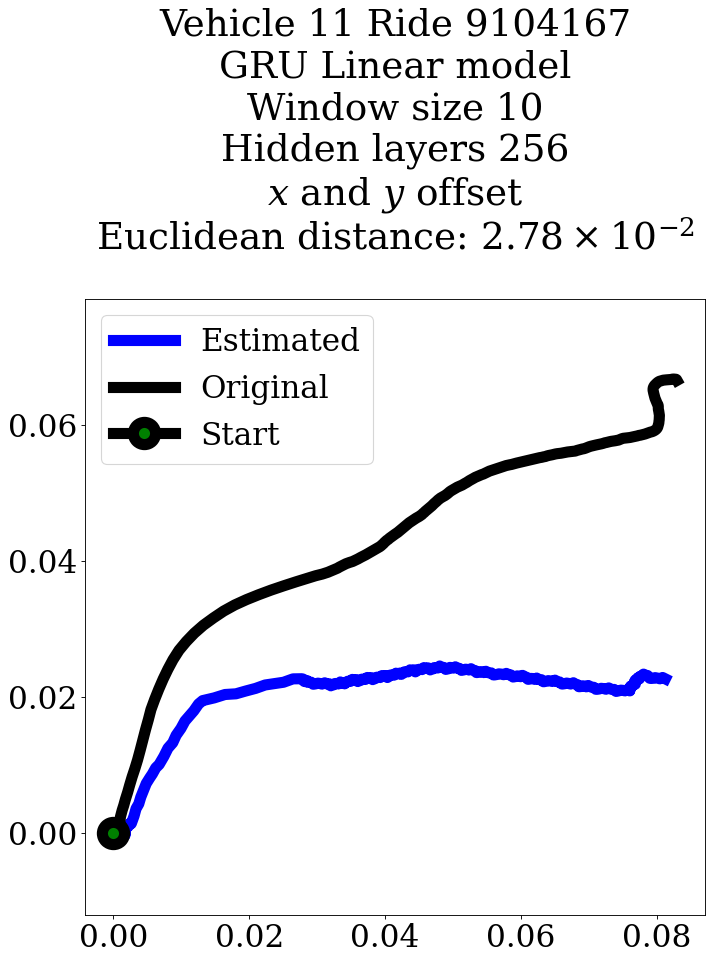 Vehicle 11 Ride 9104167
GRU Linear model
Window size 10
Hidden layers 256
x and y offset
Euclidean distance: 2.78 × 10⁻²
Estimated
Original
Start
0.06
0.04
0.02
0.00
0.00 0.02 0.04 0.06 0.08